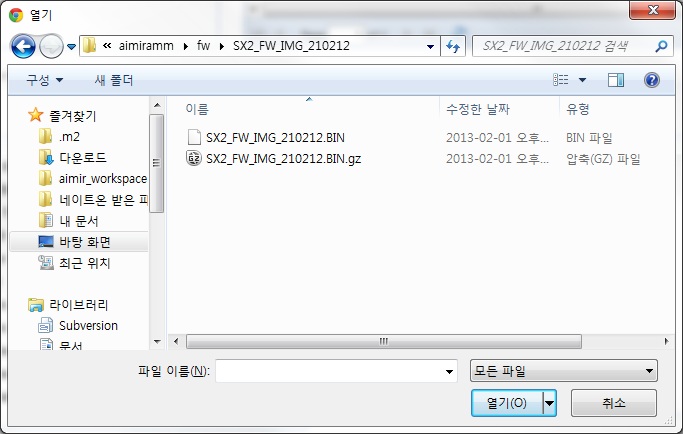 열기
« aimiramm ▸ fw ▸ SX2_FW_IMG_210212
SX2_FW_IMG_210212 검색
구성 새 폴더
즐겨찾기
.m2
다운로드
aimir_workspace
네이트온 받은 파
내 문서
바탕 화면
최근 위치
라이브러리
Subversion
문서
이름 수정한 날짜 유형
SX2_FW_IMG_210212.BIN 2013-02-01 오후... BIN 파일
SX2_FW_IMG_210212.BIN.gz 2013-02-01 오후... 압축(GZ) 파일
파일 이름(N): 모든 파일
열기(O) 취소